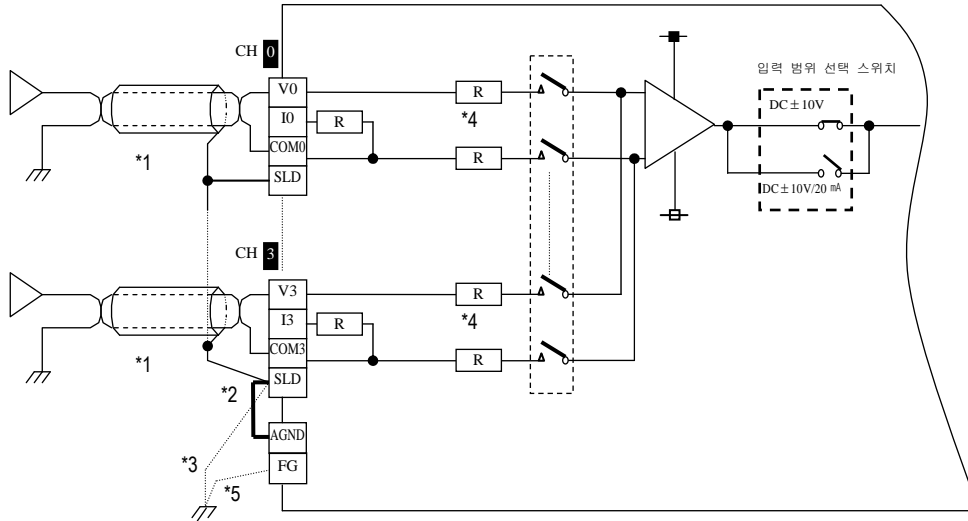 CH 0
입력 범위 선택 스위치
V0
R
*4
DC±10V
I0
R
*1
COM0
R
SLD
DC±10V/20 ㎃
CH 3
V3
R
*4
I3
R
*1
COM3
R
*2
SLD
AGND
*3
FG
*5